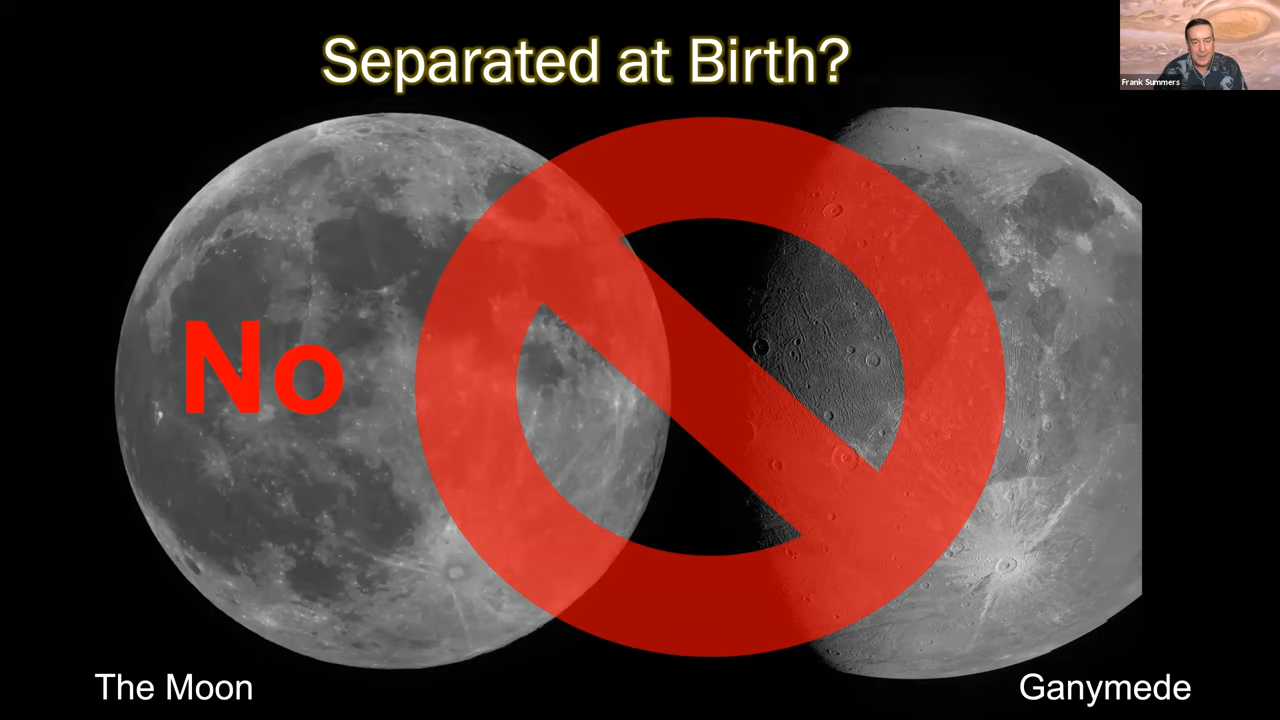 Separated at Birth?
Frank Summers
No
The Moon
Ganymede